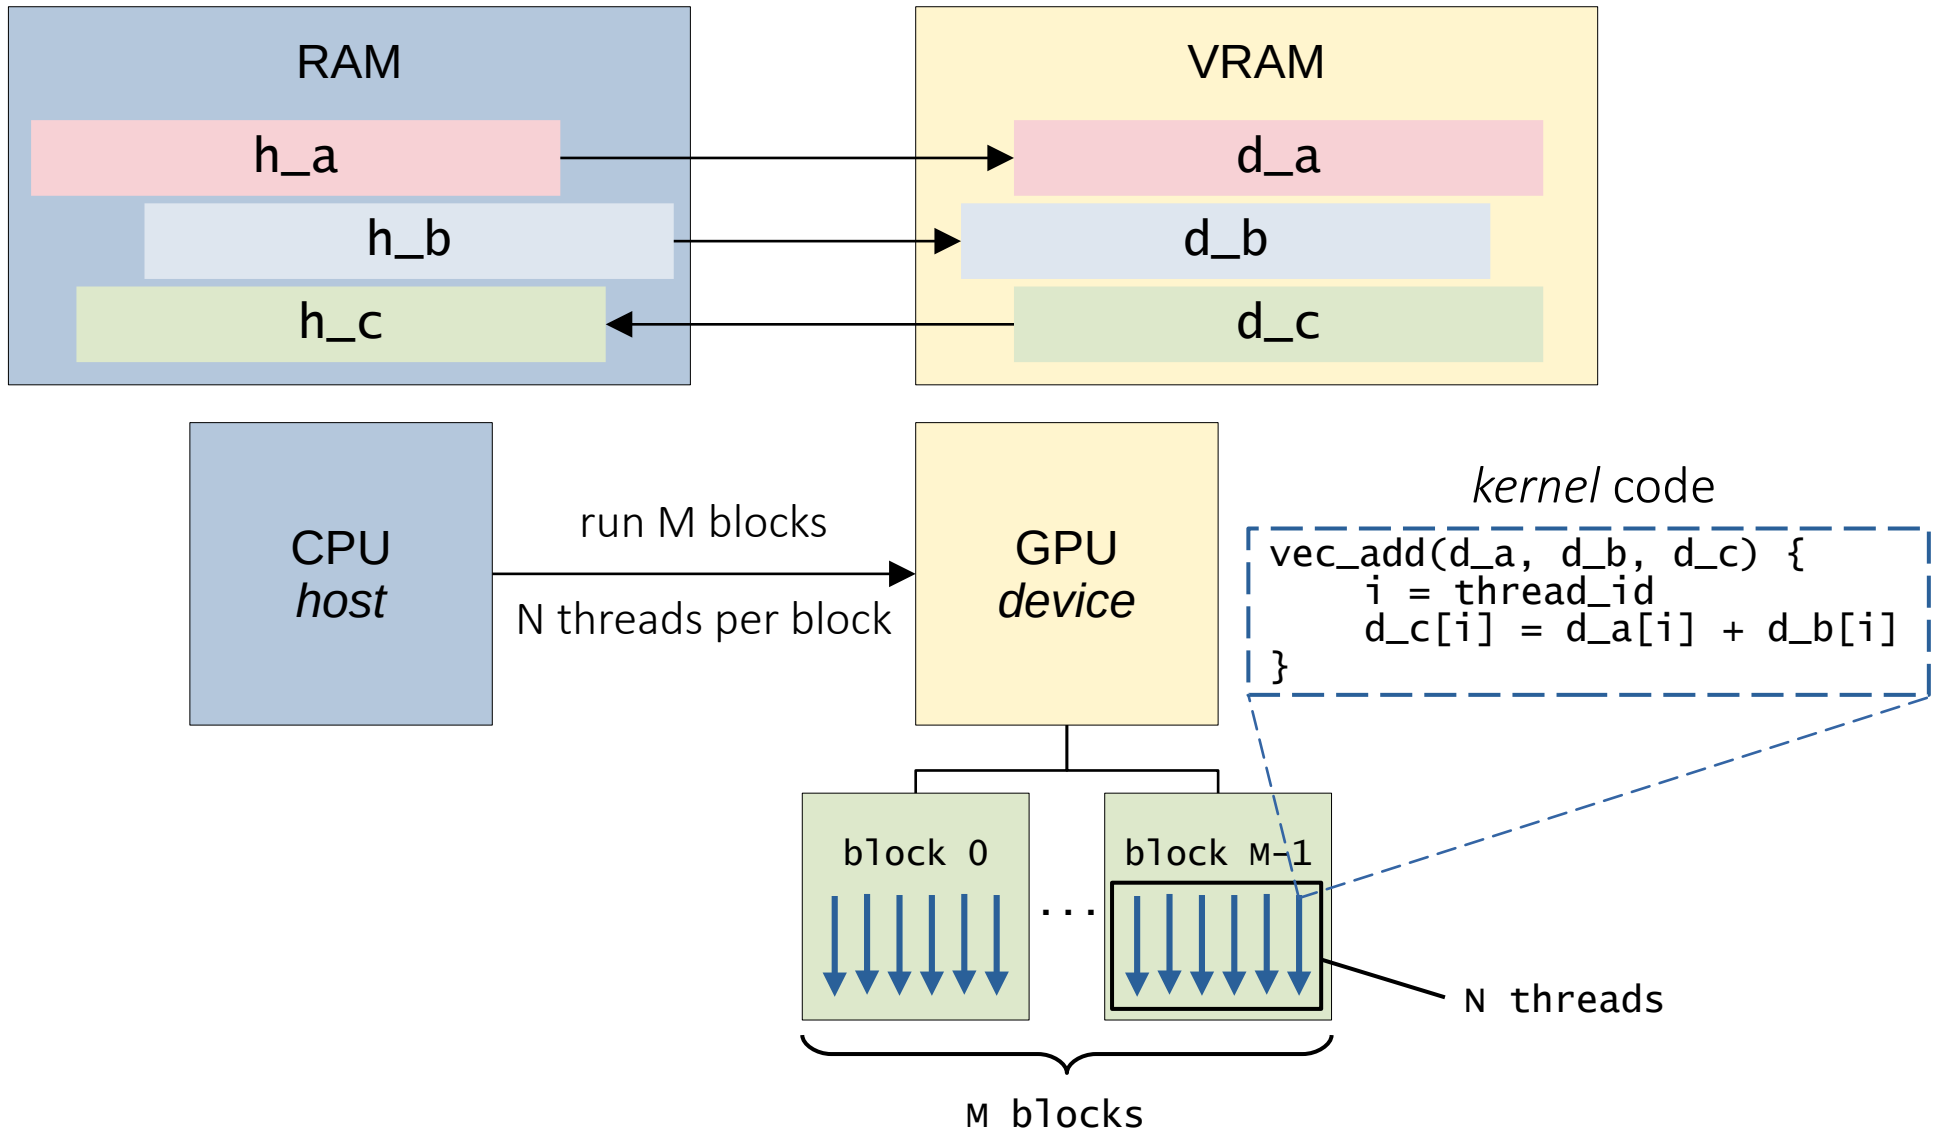 RAM
VRAM
h_a
d_a
h_b
d_b
h_c
d_c
CPU
host
run M blocks
N threads per block
GPU
device
kernel code
vec_add(d_a, d_b, d_c) {
    i = thread_id
    d_c[i] = d_a[i] + d_b[i]
}
block 0
...
block M-1
N threads
M blocks